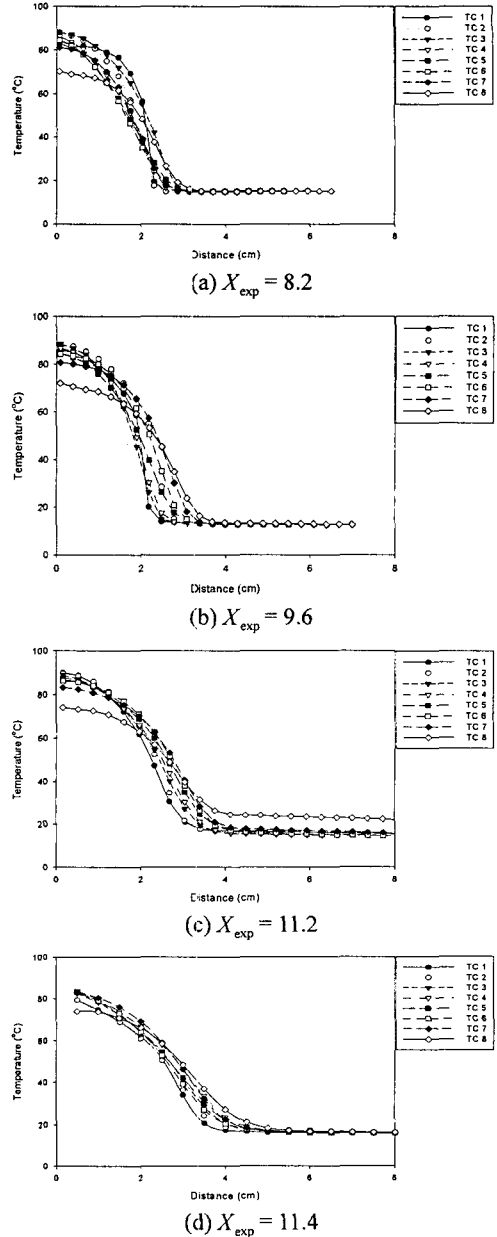 100
80
60
40
20
0
Temperature (°C)
0 2 4 6 8
Distance (cm)
TC 1
TC 2
TC 3
TC 4
TC 5
TC 6
TC 7
TC 8
(a) Xexp = 8.2
100
80
60
40
20
0
Temperature (°C)
0 2 4 6 8
Distance (cm)
TC 1
TC 2
TC 3
TC 4
TC 5
TC 6
TC 7
TC 8
(b) Xexp = 9.6
100
80
60
40
20
0
Temperature (°C)
0 2 4 6 8
Distance (cm)
TC 1
TC 2
TC 3
TC 4
TC 5
TC 6
TC 7
TC 8
(c) Xexp = 11.2
100
80
60
40
20
0
Temperature (°C)
0 2 4 6 8
Distance (cm)
TC 1
TC 2
TC 3
TC 4
TC 5
TC 6
TC 7
TC 8
(d) Xexp = 11.4